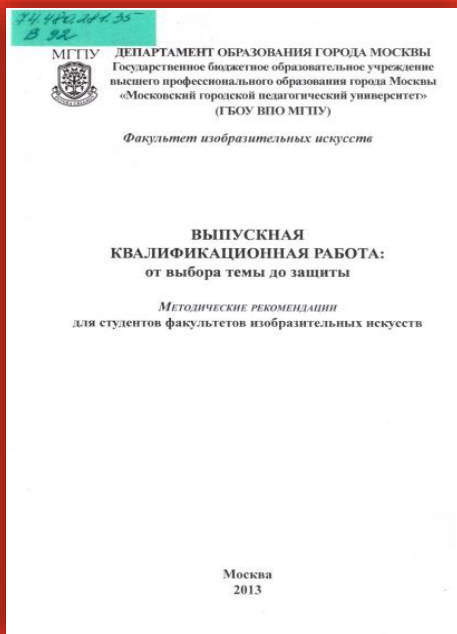 74.480.281.35
В 92
МГПУ
ДЕПАРТАМЕНТ ОБРАЗОВАНИЯ ГОРОДА МОСКВЫ
Государственное бюджетное образовательное учреждение
высшего профессионального образования города Москвы
«Московский городской педагогический университет»
(ГБОУ ВПО МГПУ)
Факультет изобразительных искусств
ВЫПУСКНАЯ
КВАЛИФИКАЦИОННАЯ РАБОТА:
от выбора темы до защиты
Методические рекомендации
для студентов факультетов изобразительных искусств
Москва
2013